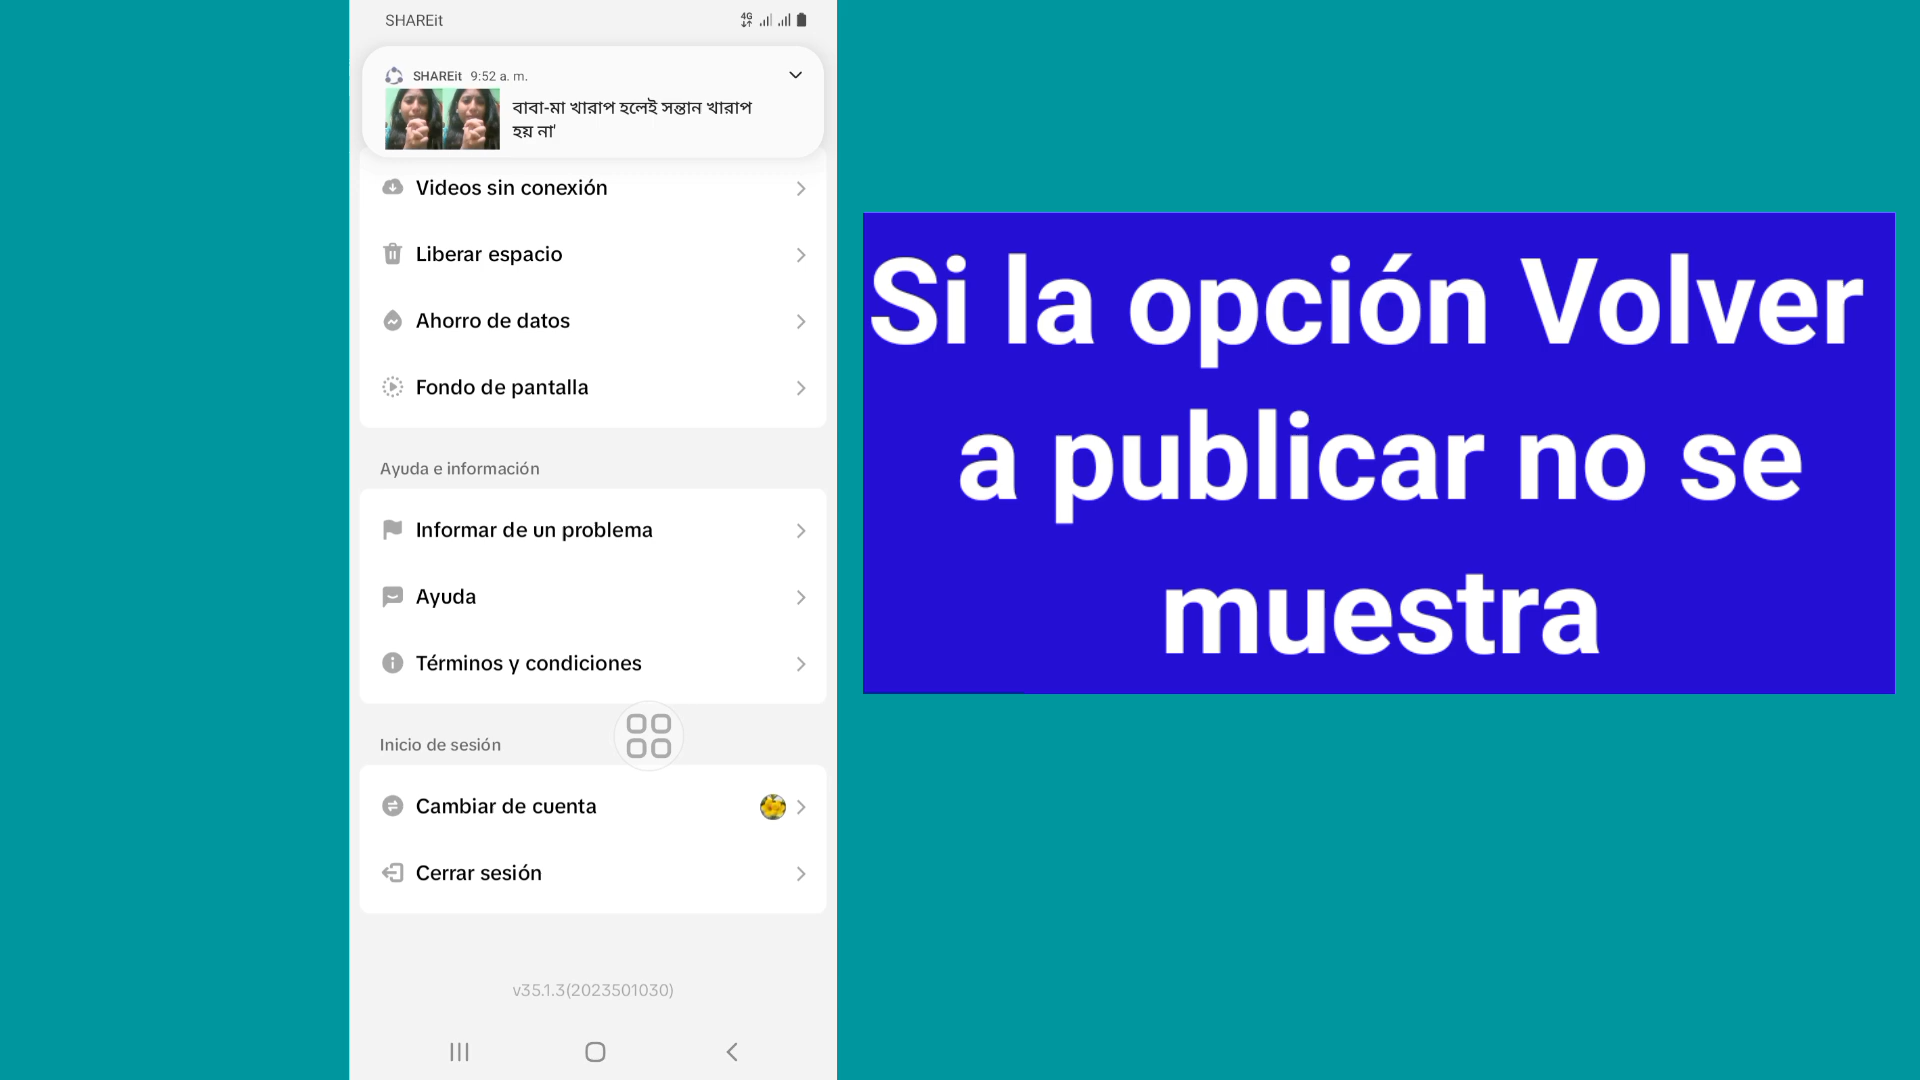 SHAREit
4G
SHAREit 9:52 a. m.
বাবা-মা খারাপ হলেই সন্তান খারাপ
হয় না'
Videos sin conexión
Liberar espacio
Ahorro de datos
Fondo de pantalla
Ayuda e información
Informar de un problema
Ayuda
Términos y condiciones
Inicio de sesión
Cambiar de cuenta
Cerrar sesión
v35.1.3(2023501030)
Si la opción Volver
a publicar no se
muestra